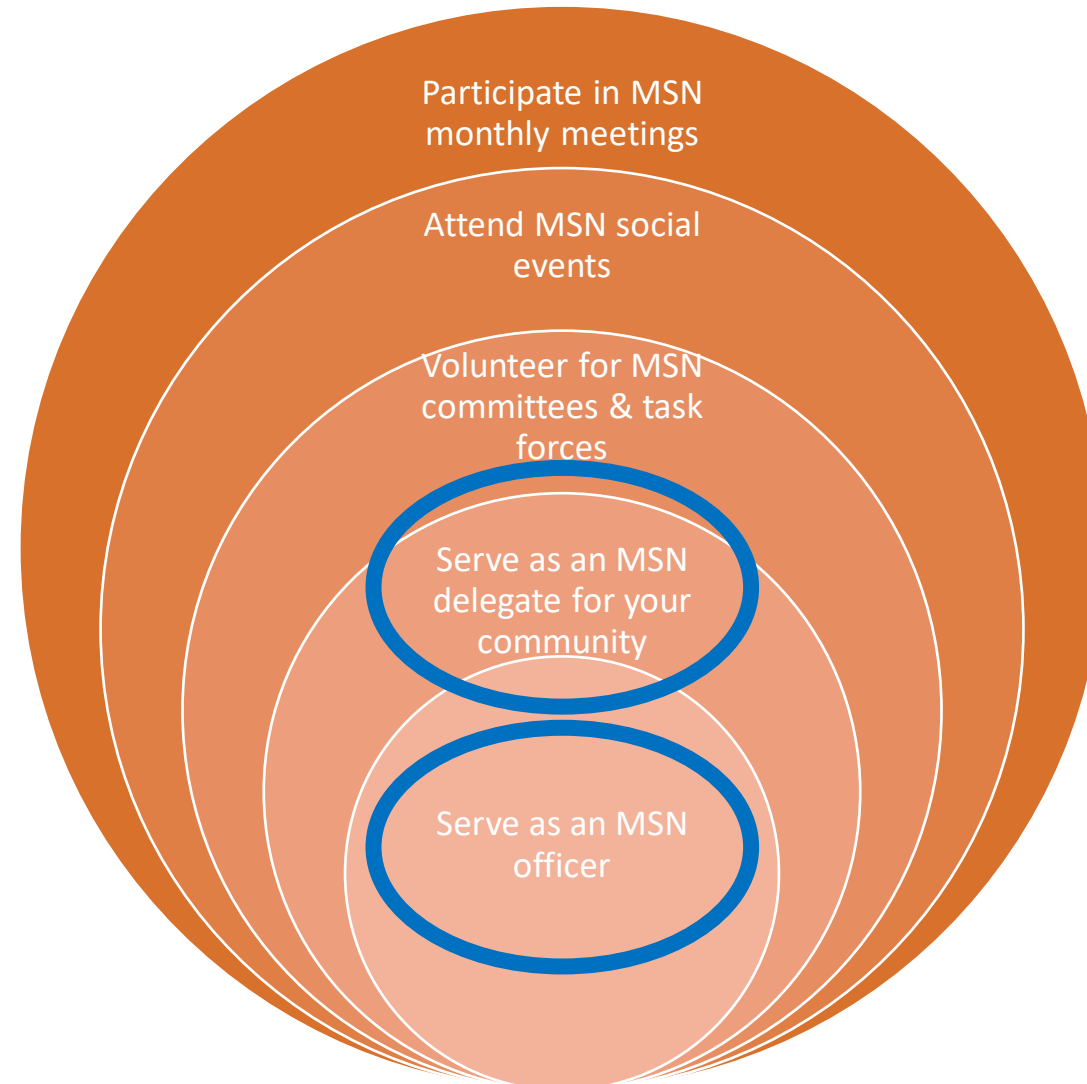 Participate in MSN
monthly meetings
Attend MSN social
events
Volunteer for MSN
committees & task
forces
Serve as an MSN
delegate for your
community
Serve as an MSN
officer